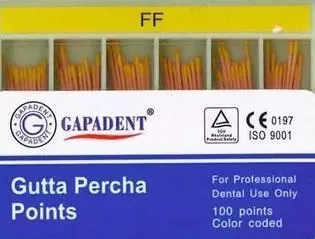 FF
GAPADENT
G
GAPADENT
GAPADENT
TÜV
Rheinland
Product Safety
CE 0197
ISO 9001
Gutta Percha
Points
For Professional
Dental Use Only
100 points
Color coded